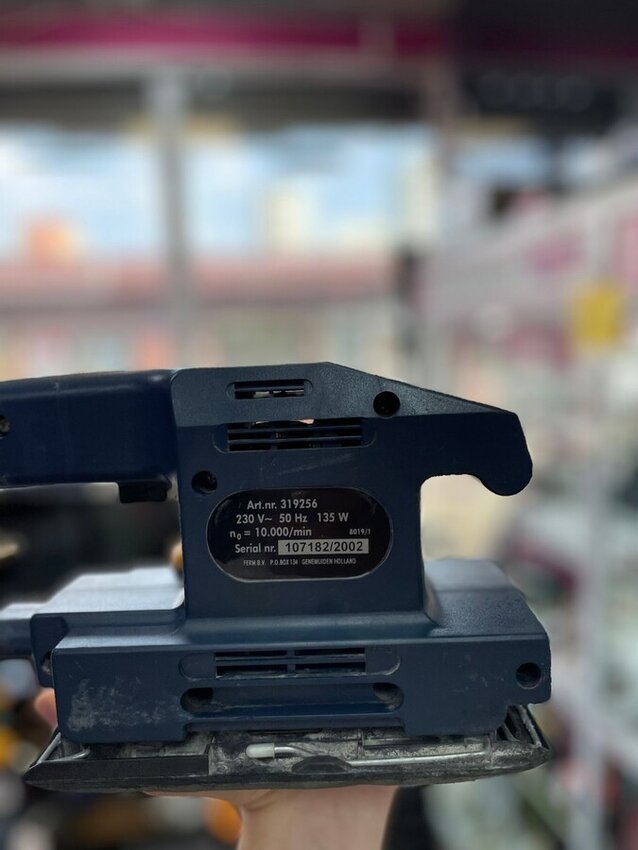 Art.nr. 319256
230 V~ 50 Hz 135 W
n0 = 10.000/min 8019/1
Serial nr. 107182/2002
FERM B.V. P.O.BOX 134 GENEMUIDEN HOLLAND